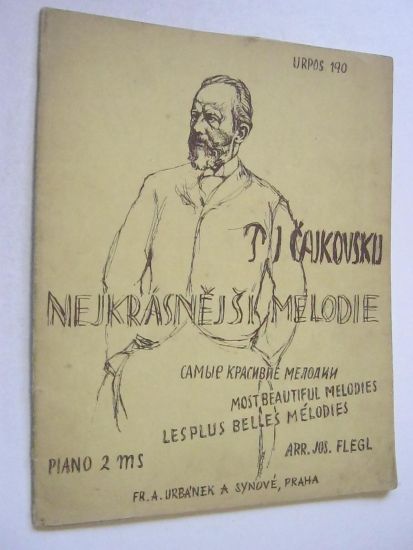 URPOS 190
P J ČAJKOVSKIJ
NEJKRÁSNĚJŠÍ MELODIE
САМЫЕ КРАСИВЫЕ МЕЛОДИИ
MOST BEAUTIFUL MELODIES
LES PLUS BELLES MÉLODIES
PIANO 2 MS
ARR. JOS. FLEGL
FR. A. URBÁNEK A SYNOVÉ, PRAHA